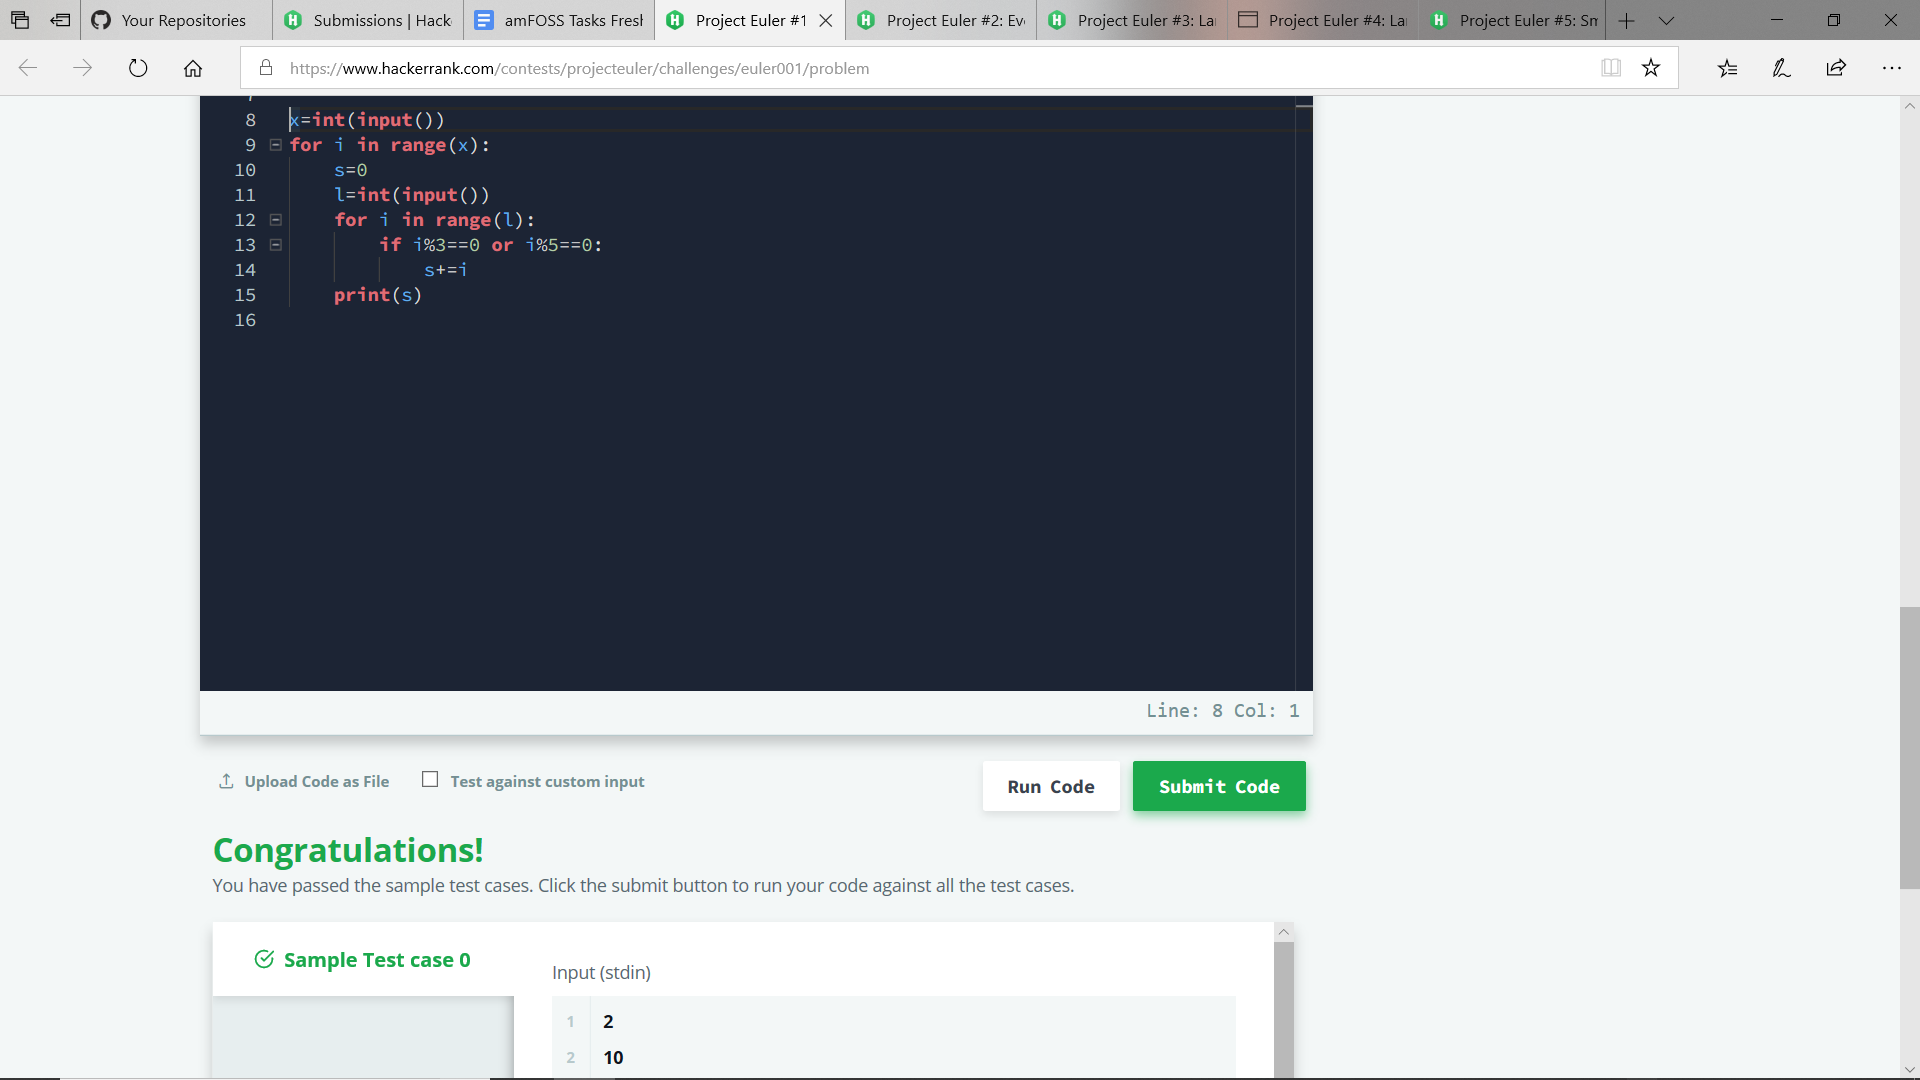 Your Repositories
Submissions | Hack
amFOSS Tasks Fresh
Project Euler #1
Project Euler #2: Ev
Project Euler #3: La
Project Euler #4: La
Project Euler #5: Sm
https://www.hackerrank.com/contests/projecteuler/challenges/euler001/problem
8 x=int(input())
9 for i in range(x):
10 s=0
11 l=int(input())
12 for i in range(l):
13 if i%3==0 or i%5==0:
14 s+=i
15 print(s)
16
Line: 8 Col: 1
Upload Code as File
Test against custom input
Run Code
Submit Code
Congratulations!
You have passed the sample test cases. Click the submit button to run your code against all the test cases.
Sample Test case 0
Input (stdin)
1 2
2 10